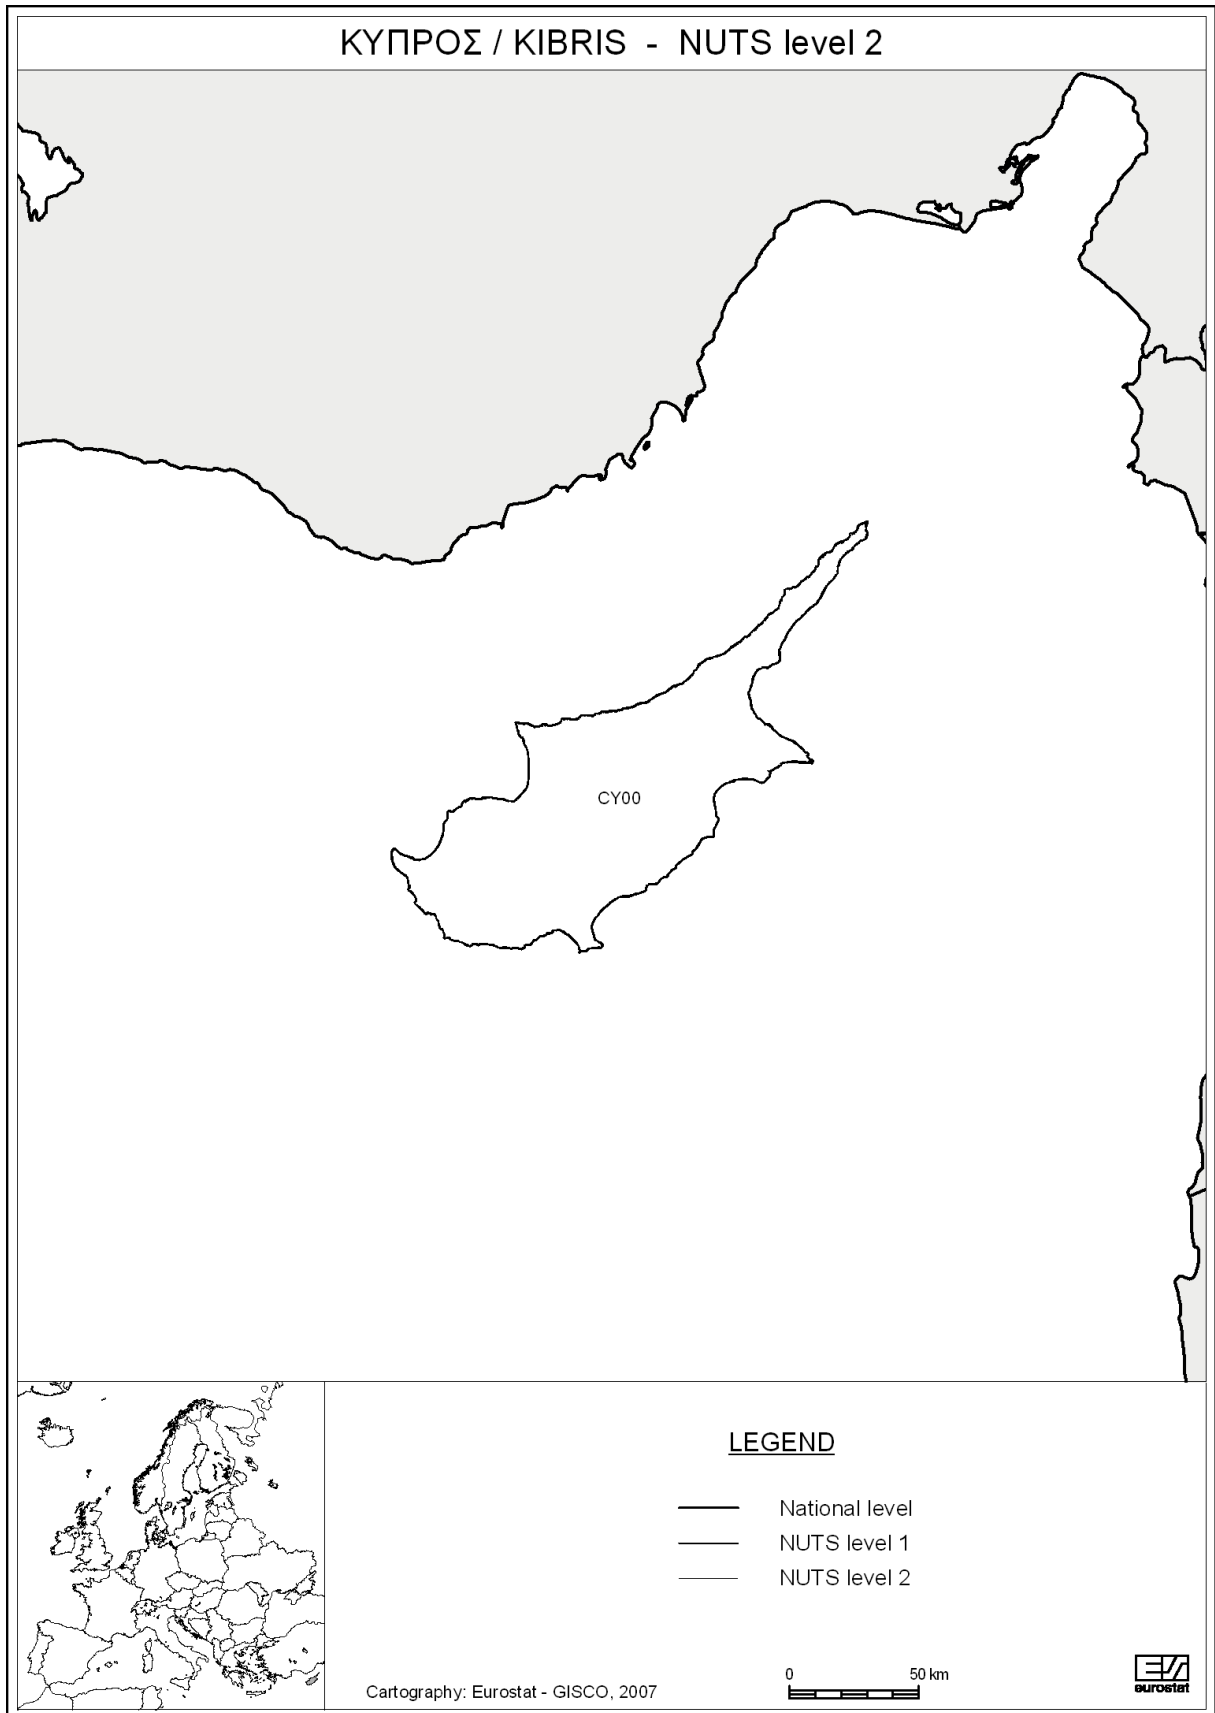 ΚΥΠΡΟΣ / KIBRIS - NUTS level 2
CY00
LEGEND
National level
NUTS level 1
NUTS level 2
0 50 km
Cartography: Eurostat - GISCO, 2007
eurostat